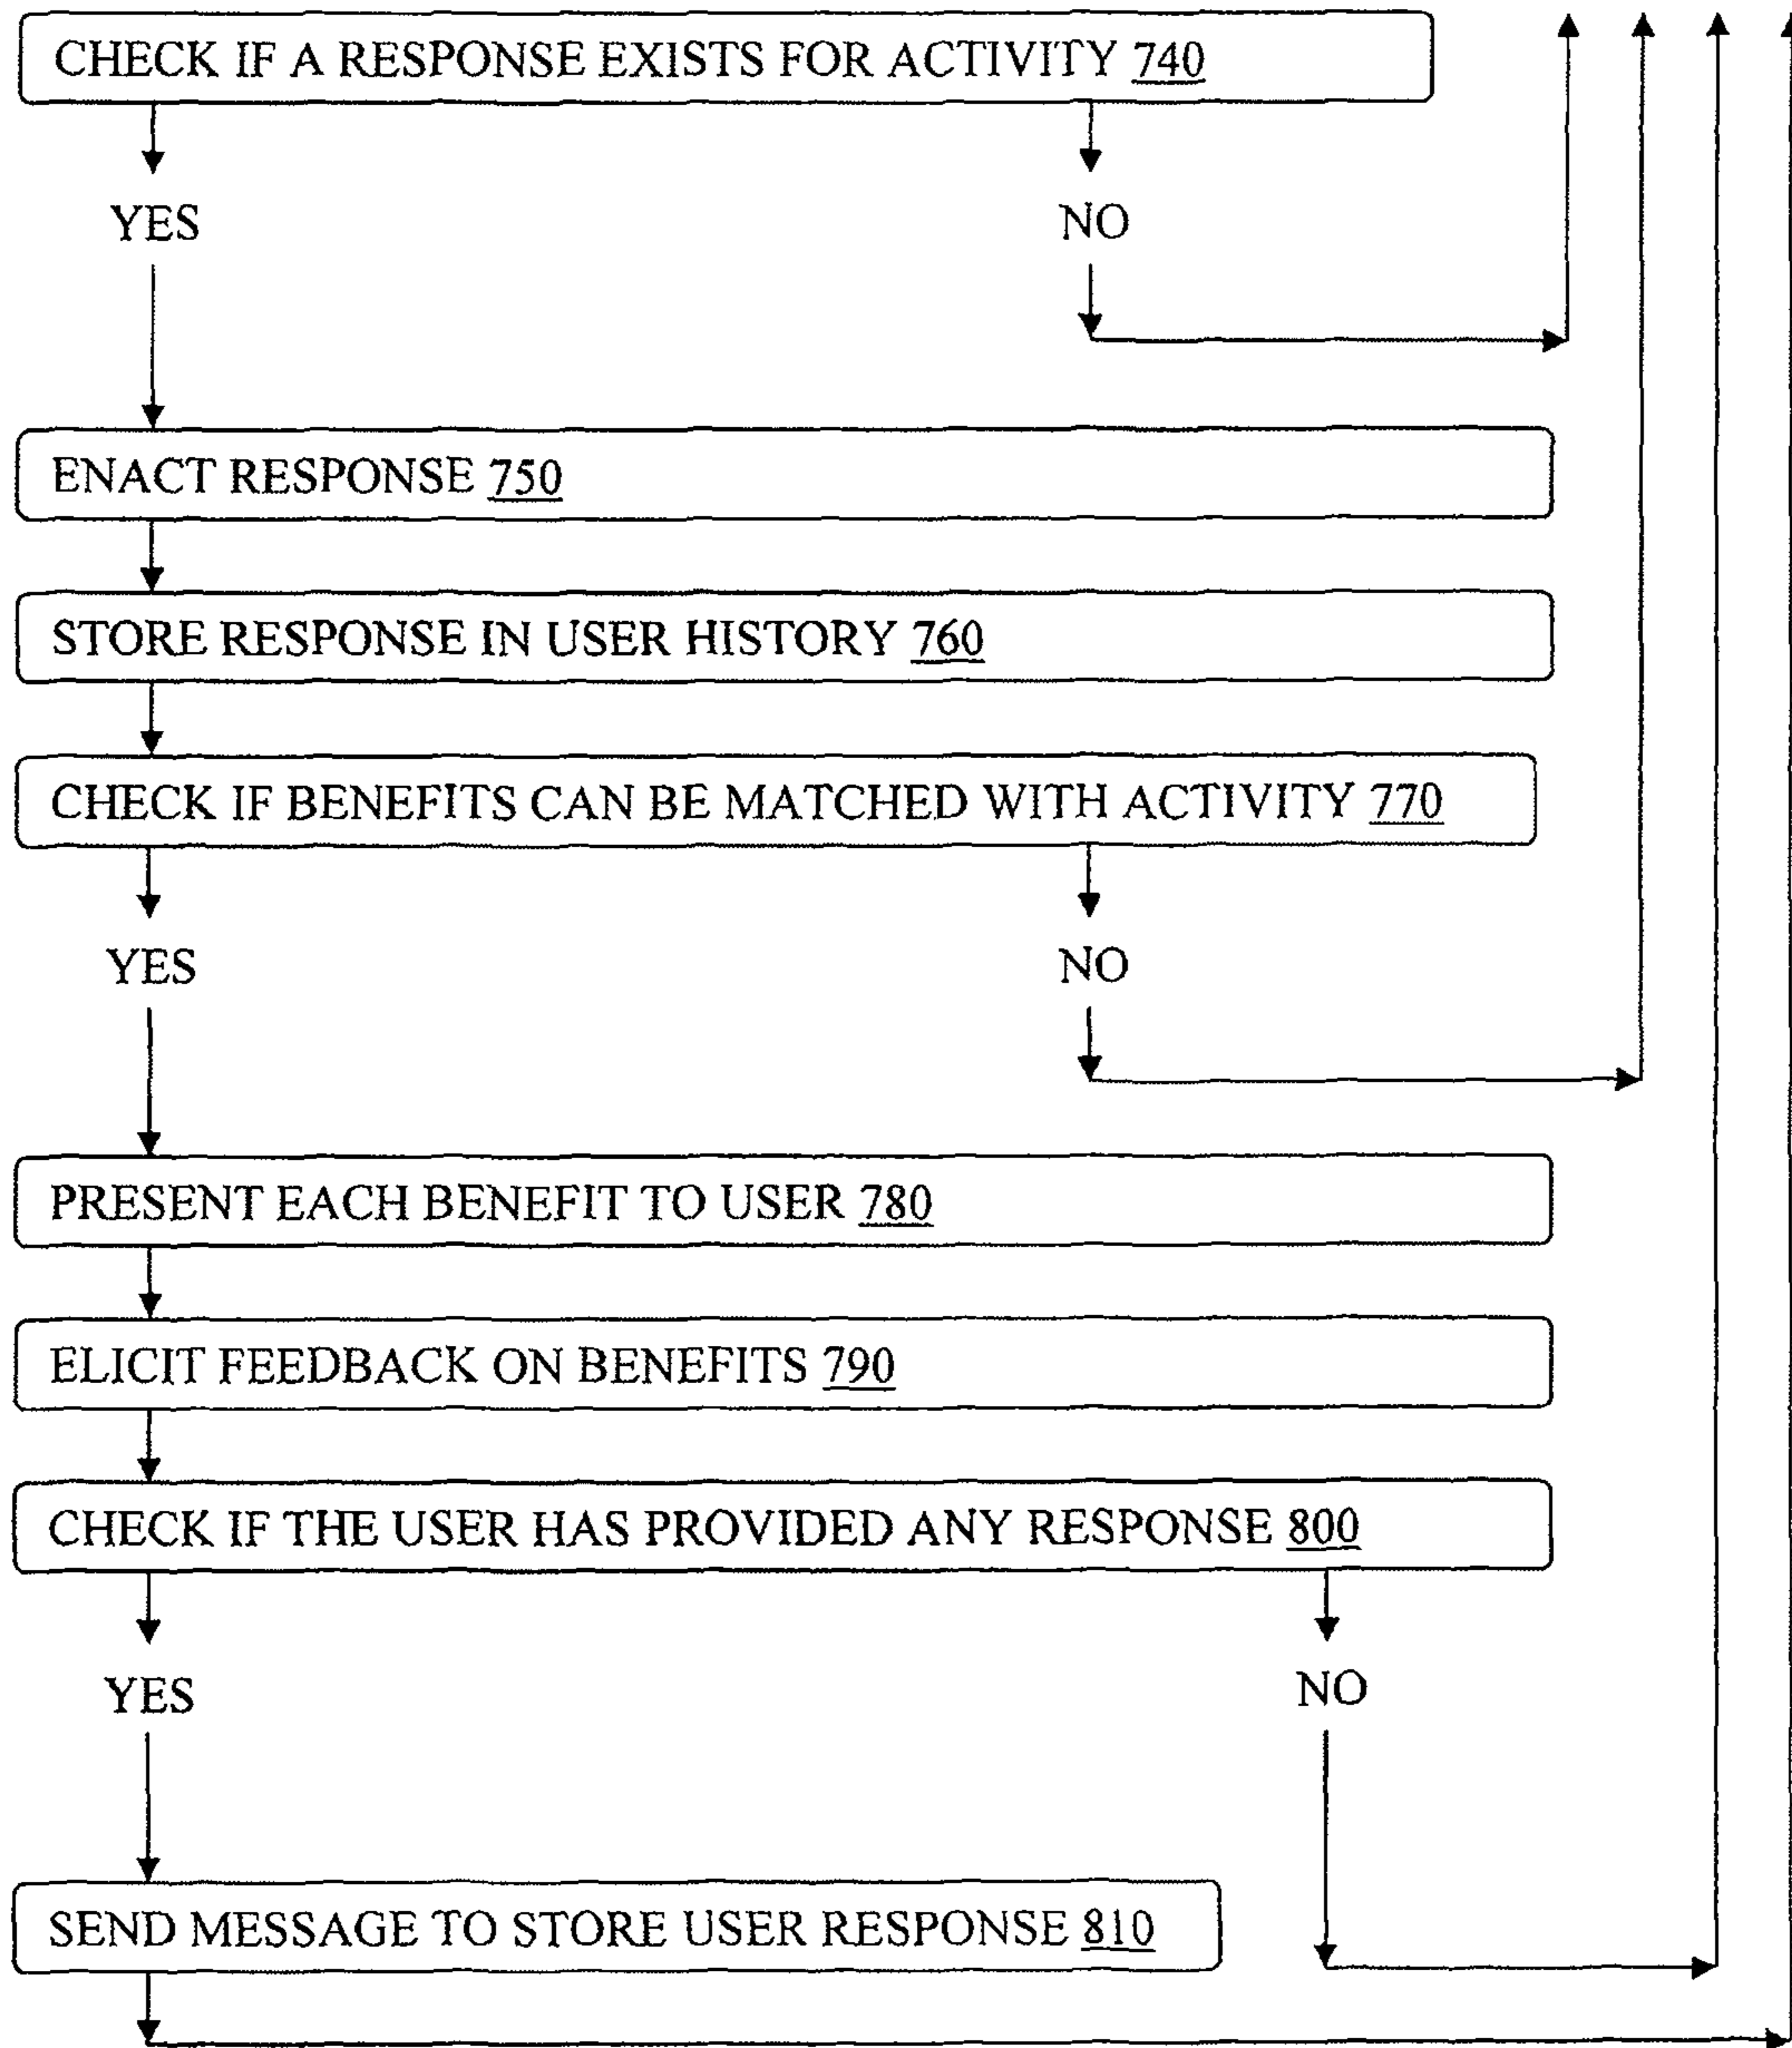 CHECK IF A RESPONSE EXISTS FOR ACTIVITY 740
YES
NO
ENACT RESPONSE 750
STORE RESPONSE IN USER HISTORY 760
CHECK IF BENEFITS CAN BE MATCHED WITH ACTIVITY 770
YES
NO
PRESENT EACH BENEFIT TO USER 780
ELICIT FEEDBACK ON BENEFITS 790
CHECK IF THE USER HAS PROVIDED ANY RESPONSE 800
YES
NO
SEND MESSAGE TO STORE USER RESPONSE 810